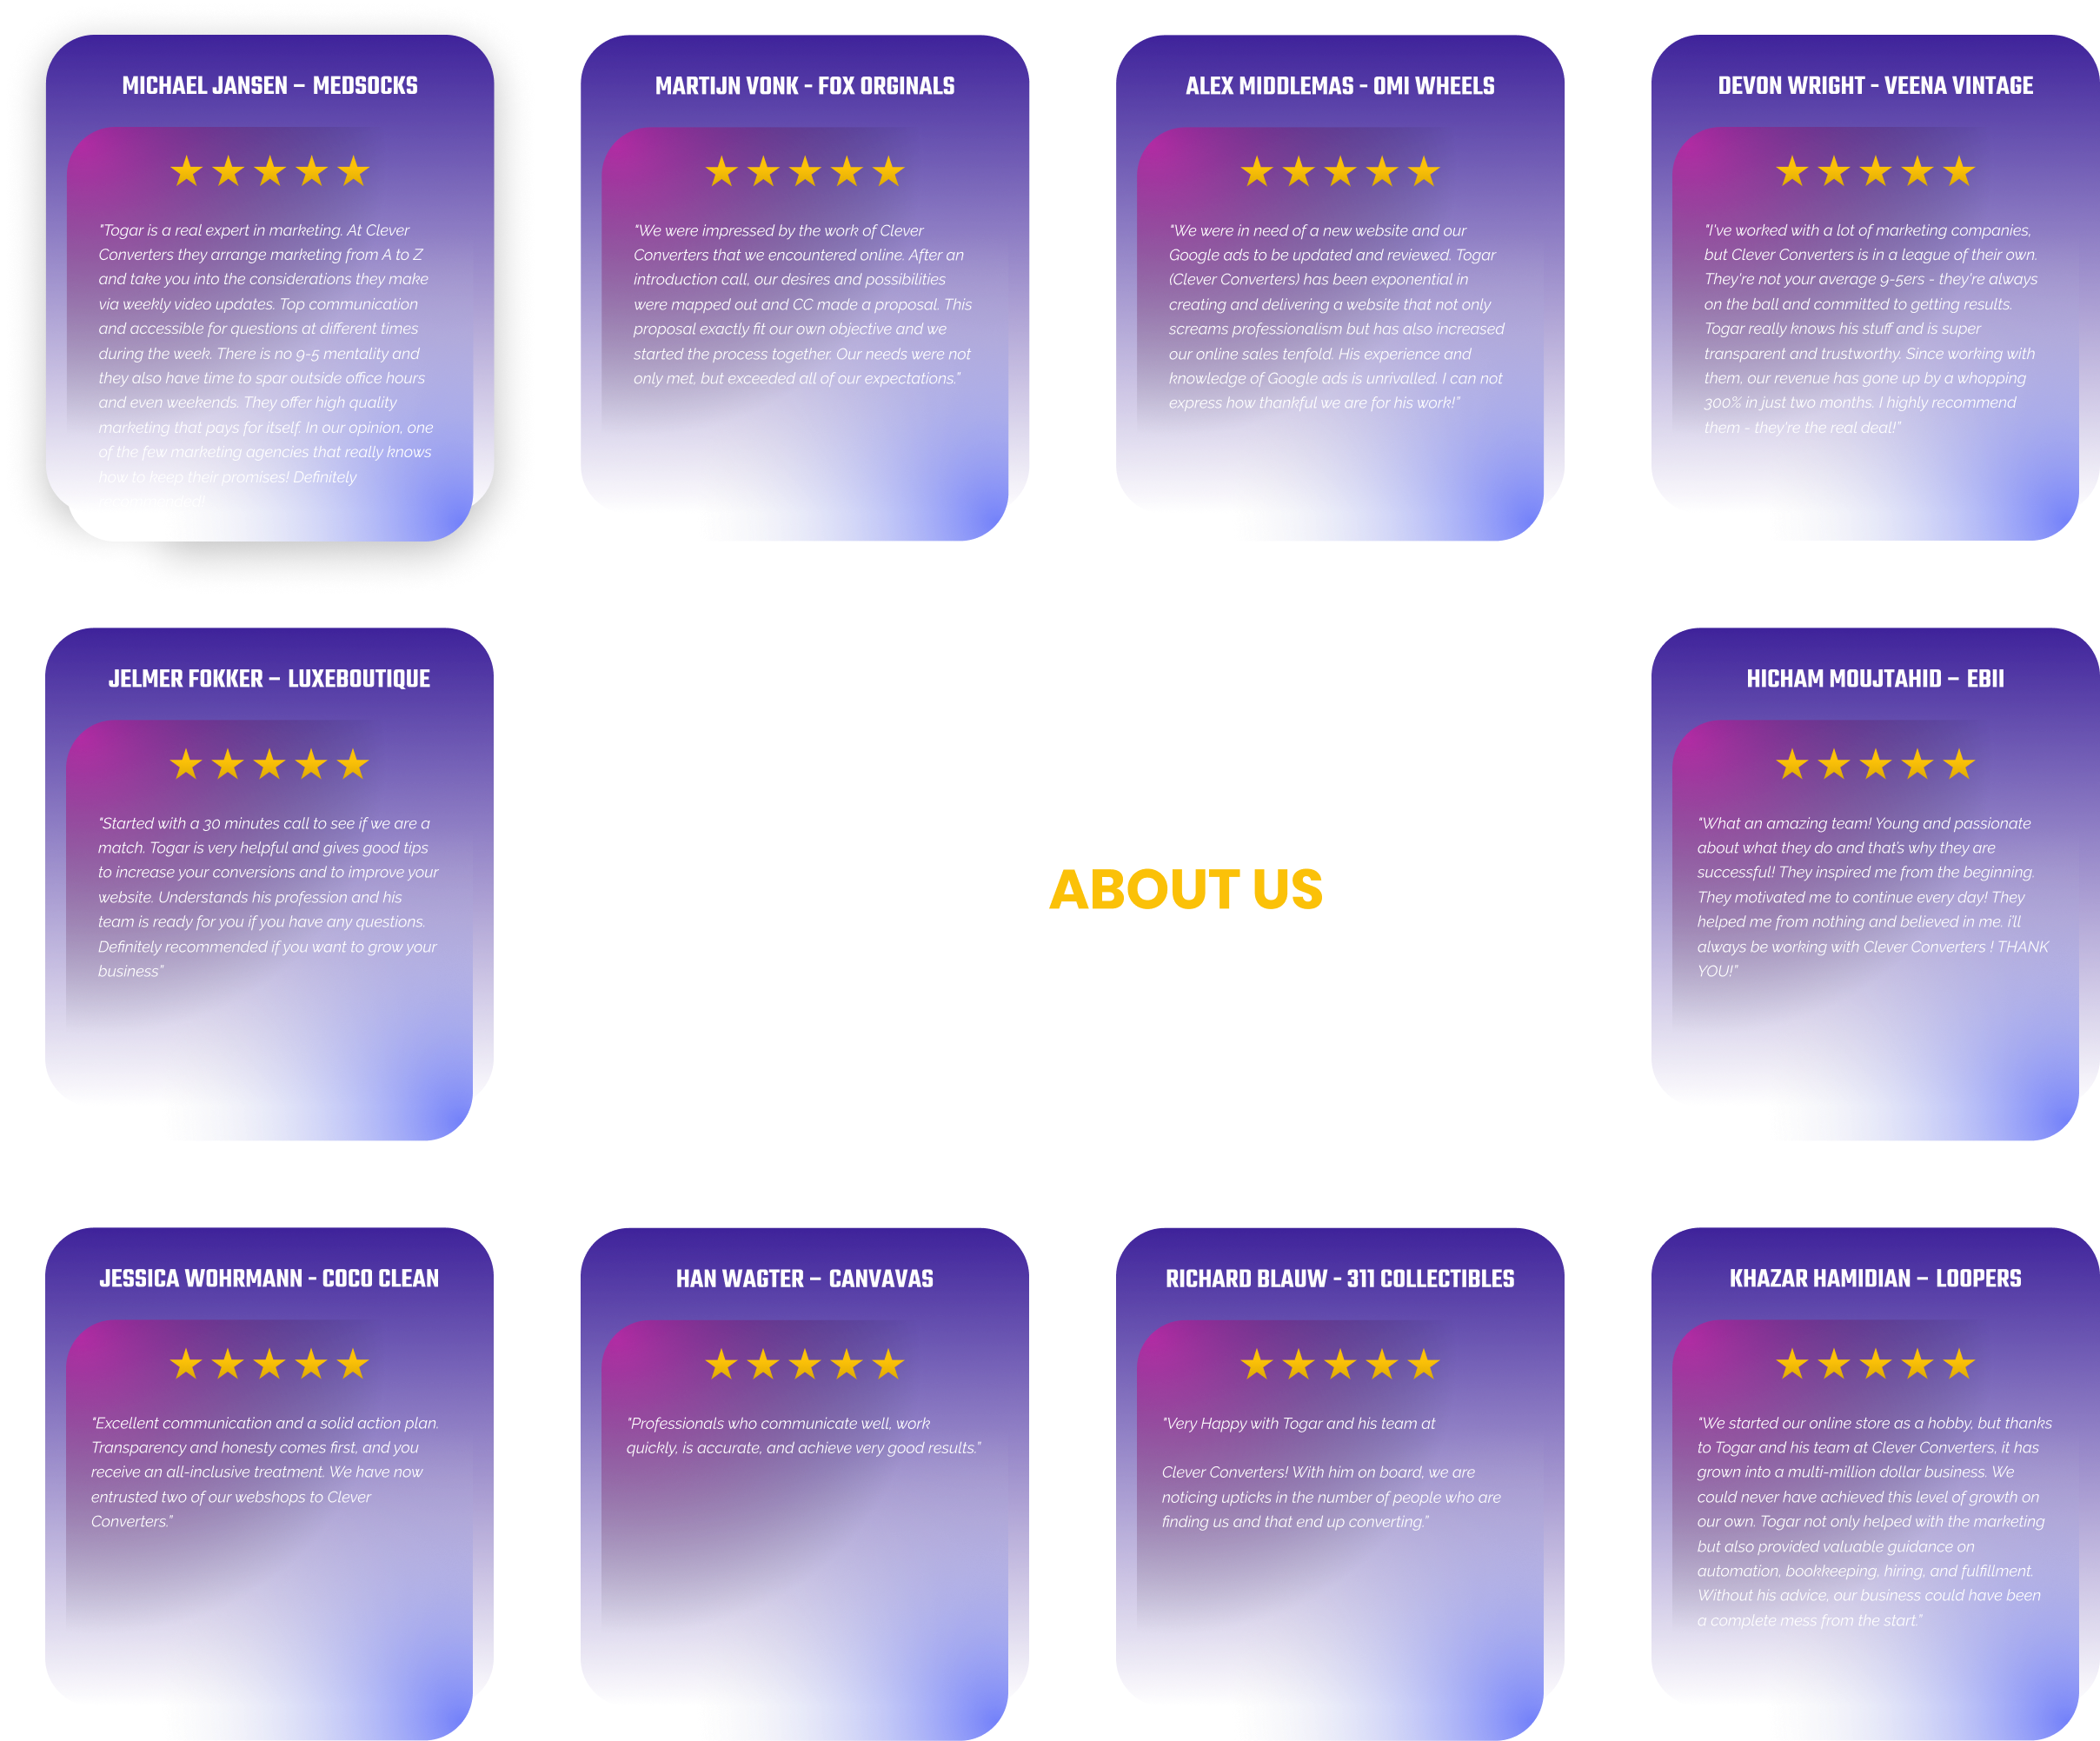 MICHAEL JANSEN – MEDSOCKS
"Togar is a real expert in marketing. At Clever
Converters they arrange marketing from A to Z
and take you into the considerations they make
via weekly video updates. Top communication
and accessible for questions at different times
during the week. There is no 9-5 mentality and
they also have time to spar outside office hours
and even weekends. They offer high quality
marketing that pays for itself. In our opinion, one
of the few marketing agencies that really knows
how to keep their promises! Definitely
MARTIJN VONK - FOX ORGINALS
"We were impressed by the work of Clever
Converters that we encountered online. After an
introduction call, our desires and possibilities
were mapped out and CC made a proposal. This
proposal exactly fit our own objective and we
started the process together. Our needs were not
only met, but exceeded all of our expectations."
ALEX MIDDLEMAS - OMI WHEELS
"We were in need of a new website and our
Google ads to be updated and reviewed. Togar
(Clever Converters) has been exponential in
creating and delivering a website that not only
screams professionalism but has also increased
our online sales tenfold. His experience and
knowledge of Google ads is unrivalled. I can not
express how thankful we are for his work!"
DEVON WRIGHT - VEENA VINTAGE
"I've worked with a lot of marketing companies,
but Clever Converters is in a league of their own.
They're not your average 9-5ers - they're always
on the ball and committed to getting results.
Togar really knows his stuff and is super
transparent and trustworthy. Since working with
them, our revenue has gone up by a whopping
300% in just two months. I highly recommend
them - they're the real deal!"
JELMER FOKKER – LUXEBOUTIQUE
"Started with a 30 minutes call to see if we are a
match. Togar is very helpful and gives good tips
to increase your conversions and to improve your
website. Understands his profession and his
team is ready for you if you have any questions.
Definitely recommended if you want to grow your
business"
ABOUT US
HICHAM MOUJTAHID – EBII
"What an amazing team! Young and passionate
about what they do and that's why they are
successful! They inspired me from the beginning.
They motivated me to continue every day! They
helped me from nothing and believed in me. i'll
always be working with Clever Converters ! THANK
YOU!"
JESSICA WOHRMANN - COCO CLEAN
"Excellent communication and a solid action plan.
Transparency and honesty comes first, and you
receive an all-inclusive treatment. We have now
entrusted two of our webshops to Clever
Converters."
HAN WAGTER – CANVAVAS
"Professionals who communicate well, work
quickly, is accurate, and achieve very good results."
RICHARD BLAUW - 311 COLLECTIBLES
"Very Happy with Togar and his team at
Clever Converters! With him on board, we are
noticing upticks in the number of people who are
finding us and that end up converting."
KHAZAR HAMIDIAN – LOOPERS
"We started our online store as a hobby, but thanks
to Togar and his team at Clever Converters, it has
grown into a multi-million dollar business. We
could never have achieved this level of growth on
our own. Togar not only helped with the marketing
but also provided valuable guidance on
automation, bookkeeping, hiring, and fulfillment.
Without his advice, our business could have been
a complete mess from the start."